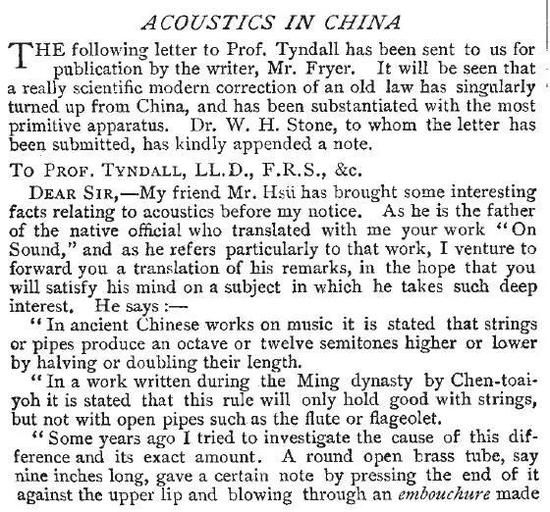 ACOUSTICS IN CHINA
THE following letter to Prof. Tyndall has been sent to us for
publication by the writer, Mr. Fryer. It will be seen that
a really scientific modern correction of an old law has singularly
turned up from China, and has been substantiated with the most
primitive apparatus. Dr. W. H. Stone, to whom the letter has
been submitted, has kindly appended a note.
TO PROF. TYNDALL, LL.D., F.R.S., &c.
DEAR SIR,—My friend Mr. Hsü has brought some interesting
facts relating to acoustics before my notice. As he is the father
of the native official who translated with me your work "On
Sound," and as he refers particularly to that work, I venture to
forward you a translation of his remarks, in the hope that you
will satisfy his mind on a subject in which he takes such deep
interest. He says :—
"In ancient Chinese works on music it is stated that strings
or pipes produce an octave or twelve semitones higher or lower
by halving or doubling their length.
"In a work written during the Ming dynasty by Chen-toai-
yoh it is stated that this rule will only hold good with strings,
but not with open pipes such as the flute or flageolet.
"Some years ago I tried to investigate the cause of this dif-
ference and its exact amount. A round open brass tube, say
nine inches long, gave a certain note by pressing the end of it
against the upper lip and blowing through an embouchure made